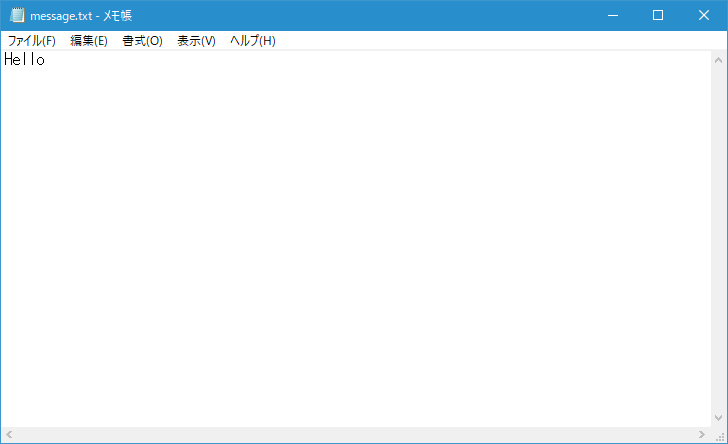 message.txt - メモ帳
ファイル(F) 編集(E) 書式(O) 表示(V) ヘルプ(H)
Hello